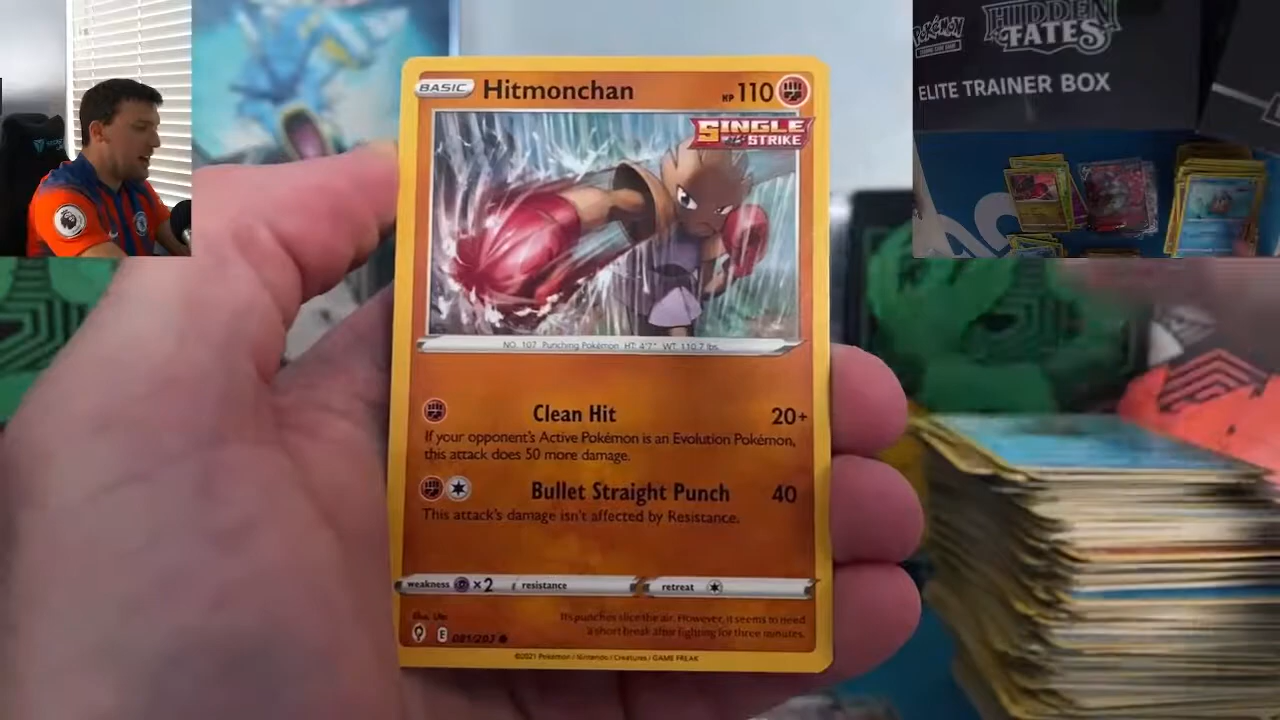 BASIC Hitmonchan HP 110
SINGLE
STRIKE
NO. 107 Punching Pokémon HT: 4'7" WT: 110.7 lbs.
Clean Hit 20+
If your opponent's Active Pokémon is an Evolution Pokémon,
this attack does 50 more damage.
Bullet Straight Punch 40
This attack's damage isn't affected by Resistance.
weakness ×2 resistance retreat
It's punches slice the air. However, it seems to need
a short break after fighting for three minutes.
E 081/203
©2021 Pokémon / Nintendo / Creatures / GAME FREAK
POKÉMON
HIDDEN
FATES
ELITE TRAINER BOX